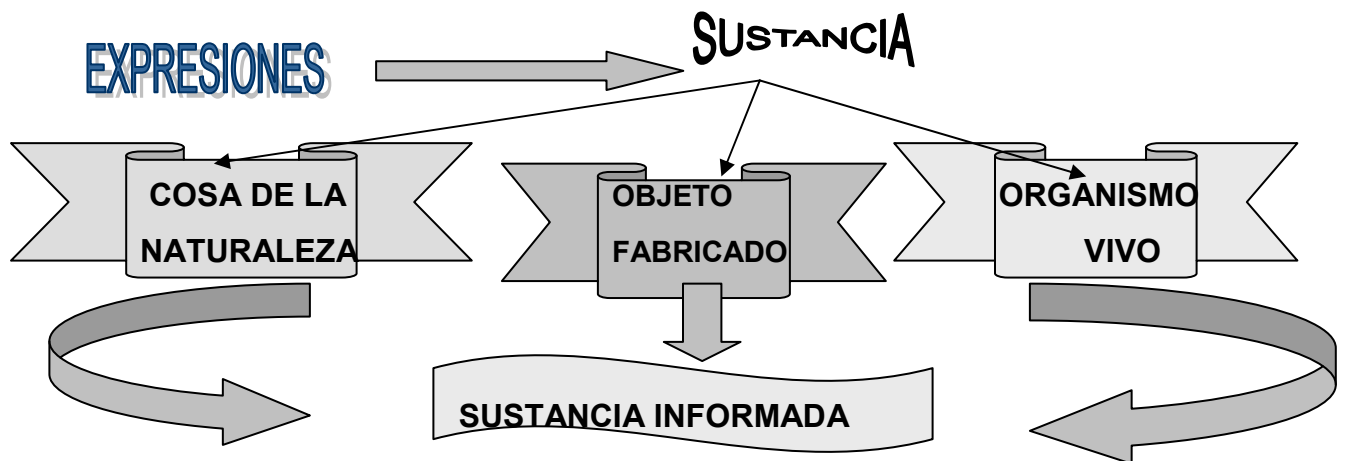 EXPRESIONES
SUSTANCIA
COSA DE LA
NATURALEZA
OBJETO
FABRICADO
ORGANISMO
VIVO
SUSTANCIA INFORMADA